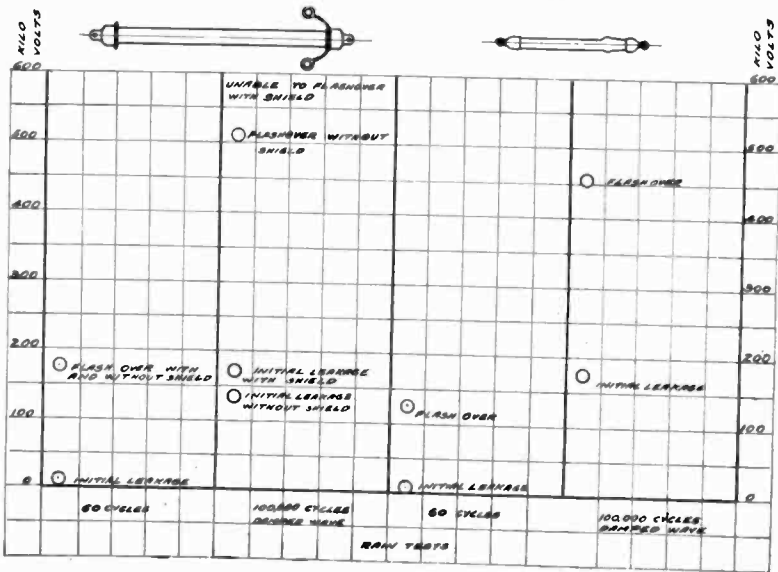 KILO
VOLTS
KILO
VOLTS
600
500
400
300
200
100
0
UNABLE TO FLASHOVER
WITH SHIELD
FLASHOVER WITHOUT
SHIELD
FLASH OVER WITH
AND WITHOUT SHIELD
INITIAL LEAKAGE
WITH SHIELD
INITIAL LEAKAGE
WITHOUT SHIELD
INITIAL LEAKAGE
FLASH OVER
INITIAL LEAKAGE
FLASH OVER
INITIAL LEAKAGE
600
500
400
300
200
100
0
60 CYCLES
100,000 CYCLES
DAMPED WAVE
60 CYCLES
100,000 CYCLES
DAMPED WAVE
RAIN TESTS